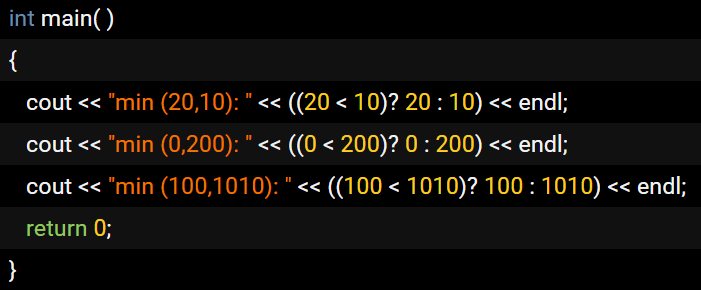 int main( )
{
cout << "min (20,10): " << ((20 < 10)? 20 : 10) << endl;
cout << "min (0,200): " << ((0 < 200)? 0 : 200) << endl;
cout << "min (100,1010): " << ((100 < 1010)? 100 : 1010) << endl;
return 0;
}